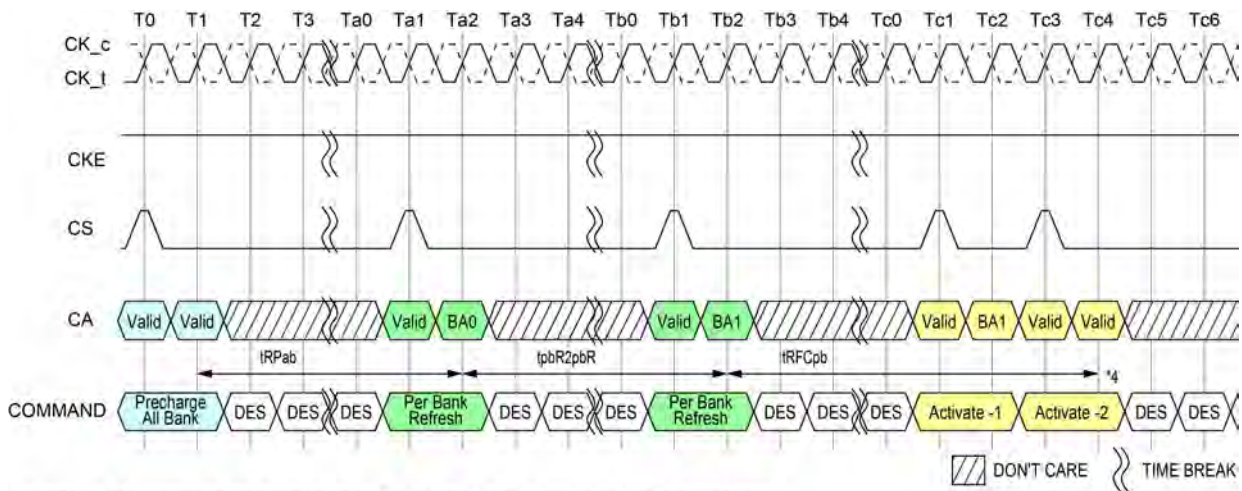 T0 T1 T2 T3 Ta0 Ta1 Ta2 Ta3 Ta4 Tb0 Tb1 Tb2 Tb3 Tb4 Tc0 Tc1 Tc2 Tc3 Tc4 Tc5 Tc6
CK_c
CK_t
CKE
CS
CA Valid Valid Valid BA0 Valid BA1 Valid BA1 Valid Valid
tRPab tpbR2pbR tRFCpb *4
COMMAND Precharge All Bank DES DES DES Per Bank Refresh DES DES DES Per Bank Refresh DES DES DES Activate -1 Activate -2 DES DES
DON'T CARE TIME BREAK